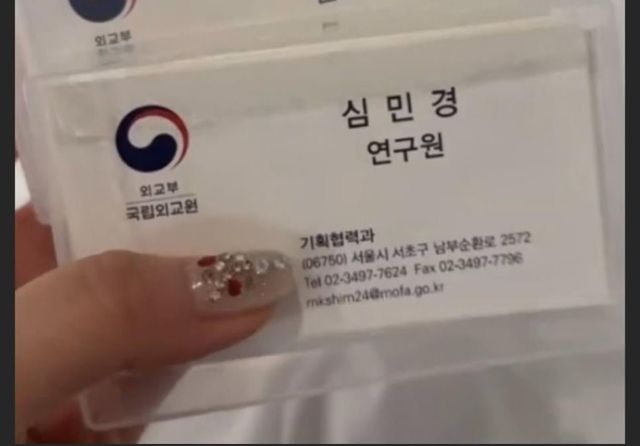 외교부
심 민 경
연구원
외교부
국립외교원
기획협력과
(06750) 서울시 서초구 남부순환로 2572
Tel 02-3497-7624 Fax 02-3497-7796
mkshim24@mofa.go.kr